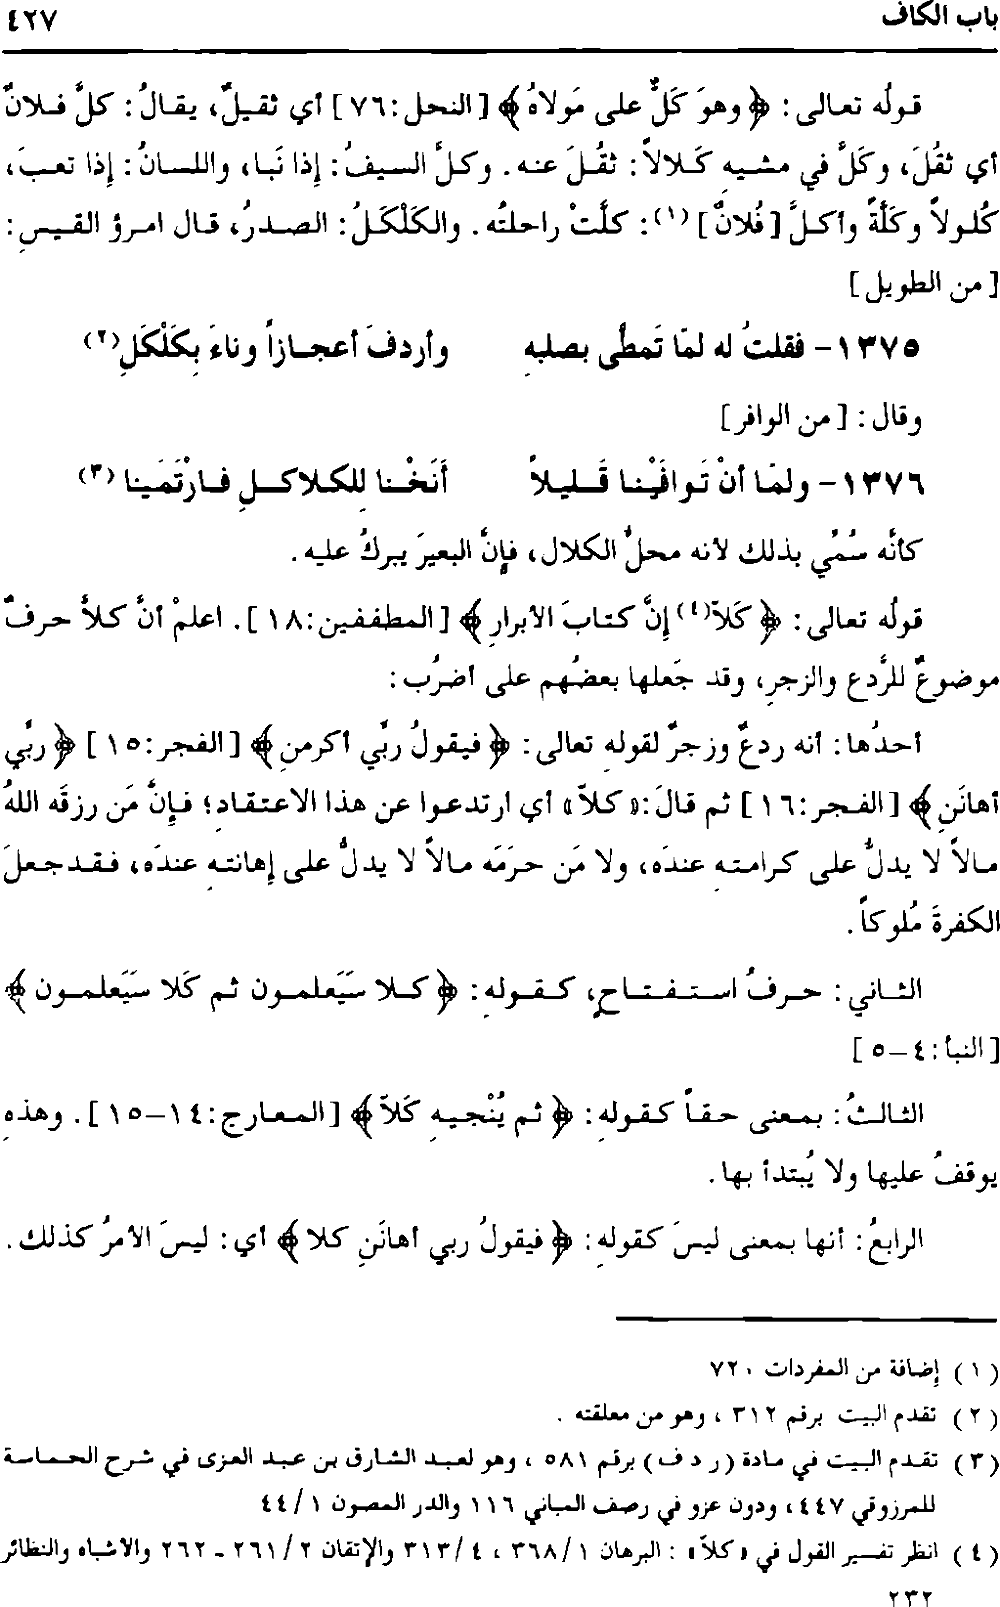 باب الكاف ٤٢٧
قولُه تعالى: ﴿ وهوَ كَلٌّ على مَولاهُ ﴾ [النحل:٧٦] أي ثقيلٌ، يقالُ: كلَّ فلانٌ
أي ثقُلَ، وكَلَّ في مشيهِ كَلالاً: ثقُلَ عنه. وكلَّ السيفُ: إذا نَبا، واللسانُ: إذا تعبَ،
كُلولاً وكَلَّةً وأكلَّ [فُلانٌ](١): كلَّتْ راحلتُه. والكَلْكَلُ: الصدرُ، قال امرؤ القيسِ:
[من الطويل]
١٣٧٥- فقلتُ له لمّا تَمطَّى بصلبهِ وأردفَ أعجازاً وناءَ بِكَلْكَلِ(٢)
وقال: [من الوافر]
١٣٧٦- ولمّا أنْ تَوافَيْنا قَليلاً أنَخْنا لِلكلاكلِ فارْتَمَينا(٣)
كأنَّه سُمِّي بذلك لأنه محلُّ الكلال، فإنَّ البعيرَ يبركُ عليه.
قولُه تعالى: ﴿ كَلاّ(٤) إنَّ كتابَ الأبرارِ ﴾ [المطففين:١٨]. اعلمْ أنَّ كلاَّ حرفٌ
موضوعٌ للرَّدعِ والزجرِ، وقد جَعلها بعضُهم على أضرُب:
أحدُها: أنه ردعٌ وزجرٌ لقولهِ تعالى: ﴿ فيقولُ ربِّي أكرمنِ ﴾ [الفجر:١٥] ﴿ ربِّي
أهانَنِ ﴾ [الفجر:١٦] ثم قالَ: «كلاّ» أي ارتدعوا عن هذا الاعتقادِ؛ فإنَّ مَن رزقَه اللهُ
مالاً لا يدلُّ على كرامتهِ عندَه، ولا مَن حرَمَه مالاً لا يدلُّ على إهانتهِ عندَه، فقدجعلَ
الكفرةَ مُلوكاً.
الثاني: حرفُ استفتاحٍ، كقولهِ: ﴿ كلا سَيَعلمون ثم كَلا سَيَعلمون ﴾
[النبأ:٤-٥]
الثالثُ: بمعنى حقاً كقولهِ: ﴿ ثم يُنْجيهِ كَلاّ ﴾ [المعارج:١٤-١٥]. وهذهِ
يوقفُ عليها ولا يُبتدأ بها.
الرابعُ: أنها بمعنى ليسَ كقولهِ: ﴿ فيقولُ ربي أهانَنِ كلا ﴾ أي: ليسَ الأمرُ كذلك.
(١) إضافة من المفردات ٧٢٠
(٢) تقدم البيت برقم ٣١٢، وهو من معلقته.
(٣) تقدم البيت في مادة (ر د ف) برقم ٥٨١، وهو لعبد الشارق بن عبد العزى في شرح الحماسة
للمرزوقي ٤٤٧، ودون عزو في رصف المباني ١١٦ والدر المصون ٤٤/١
(٤) انظر تفسير القول في «كلاّ»: البرهان ٣٦٨/١، ٣١٣/٤ والإتقان ٢٦١/٢ ـ ٢٦٢ والأشباه والنظائر
٢٣٢